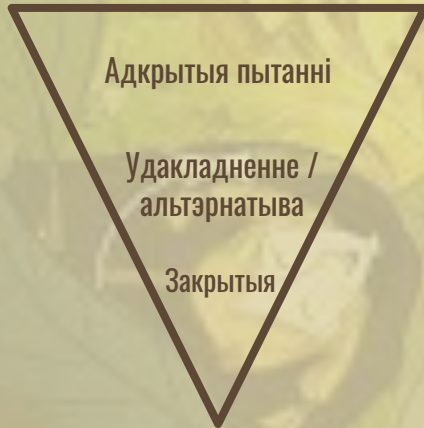 Адкрытыя пытанні
Удакладненне /
альтэрнатыва
Закрытыя